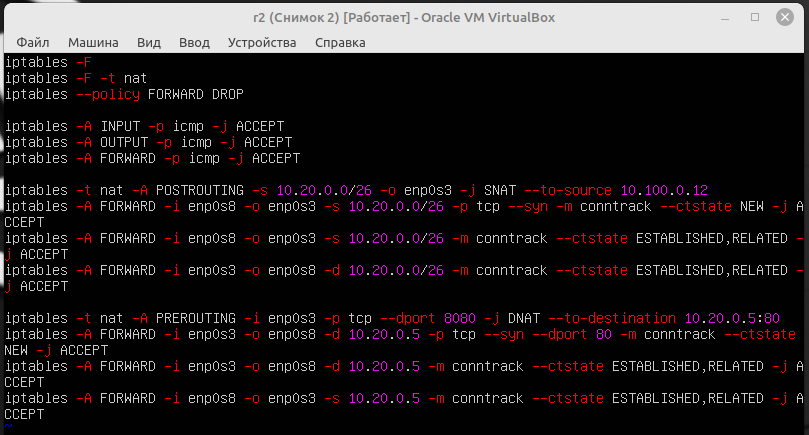 r2 (Снимок 2) [Работает] - Oracle VM VirtualBox
Файл Машина Вид Ввод Устройства Справка
iptables -F
iptables -F -t nat
iptables --policy FORWARD DROP
iptables -A INPUT -p icmp -j ACCEPT
iptables -A OUTPUT -p icmp -j ACCEPT
iptables -A FORWARD -p icmp -j ACCEPT
iptables -t nat -A POSTROUTING -s 10.20.0.0/26 -o enp0s3 -j SNAT --to-source 10.100.0.12
iptables -A FORWARD -i enp0s8 -o enp0s3 -s 10.20.0.0/26 -p tcp --syn -m conntrack --ctstate NEW -j A
CCEPT
iptables -A FORWARD -i enp0s8 -o enp0s3 -s 10.20.0.0/26 -m conntrack --ctstate ESTABLISHED,RELATED -
j ACCEPT
iptables -A FORWARD -i enp0s3 -o enp0s8 -d 10.20.0.0/26 -m conntrack --ctstate ESTABLISHED,RELATED -
j ACCEPT
iptables -t nat -A PREROUTING -i enp0s3 -p tcp --dport 8080 -j DNAT --to-destination 10.20.0.5:80
iptables -A FORWARD -i enp0s3 -o enp0s8 -d 10.20.0.5 -p tcp --syn --dport 80 -m conntrack --ctstate
NEW -j ACCEPT
iptables -A FORWARD -i enp0s3 -o enp0s8 -d 10.20.0.5 -m conntrack --ctstate ESTABLISHED,RELATED -j A
CCEPT
iptables -A FORWARD -i enp0s8 -o enp0s3 -s 10.20.0.5 -m conntrack --ctstate ESTABLISHED,RELATED -j A
CCEPT
~